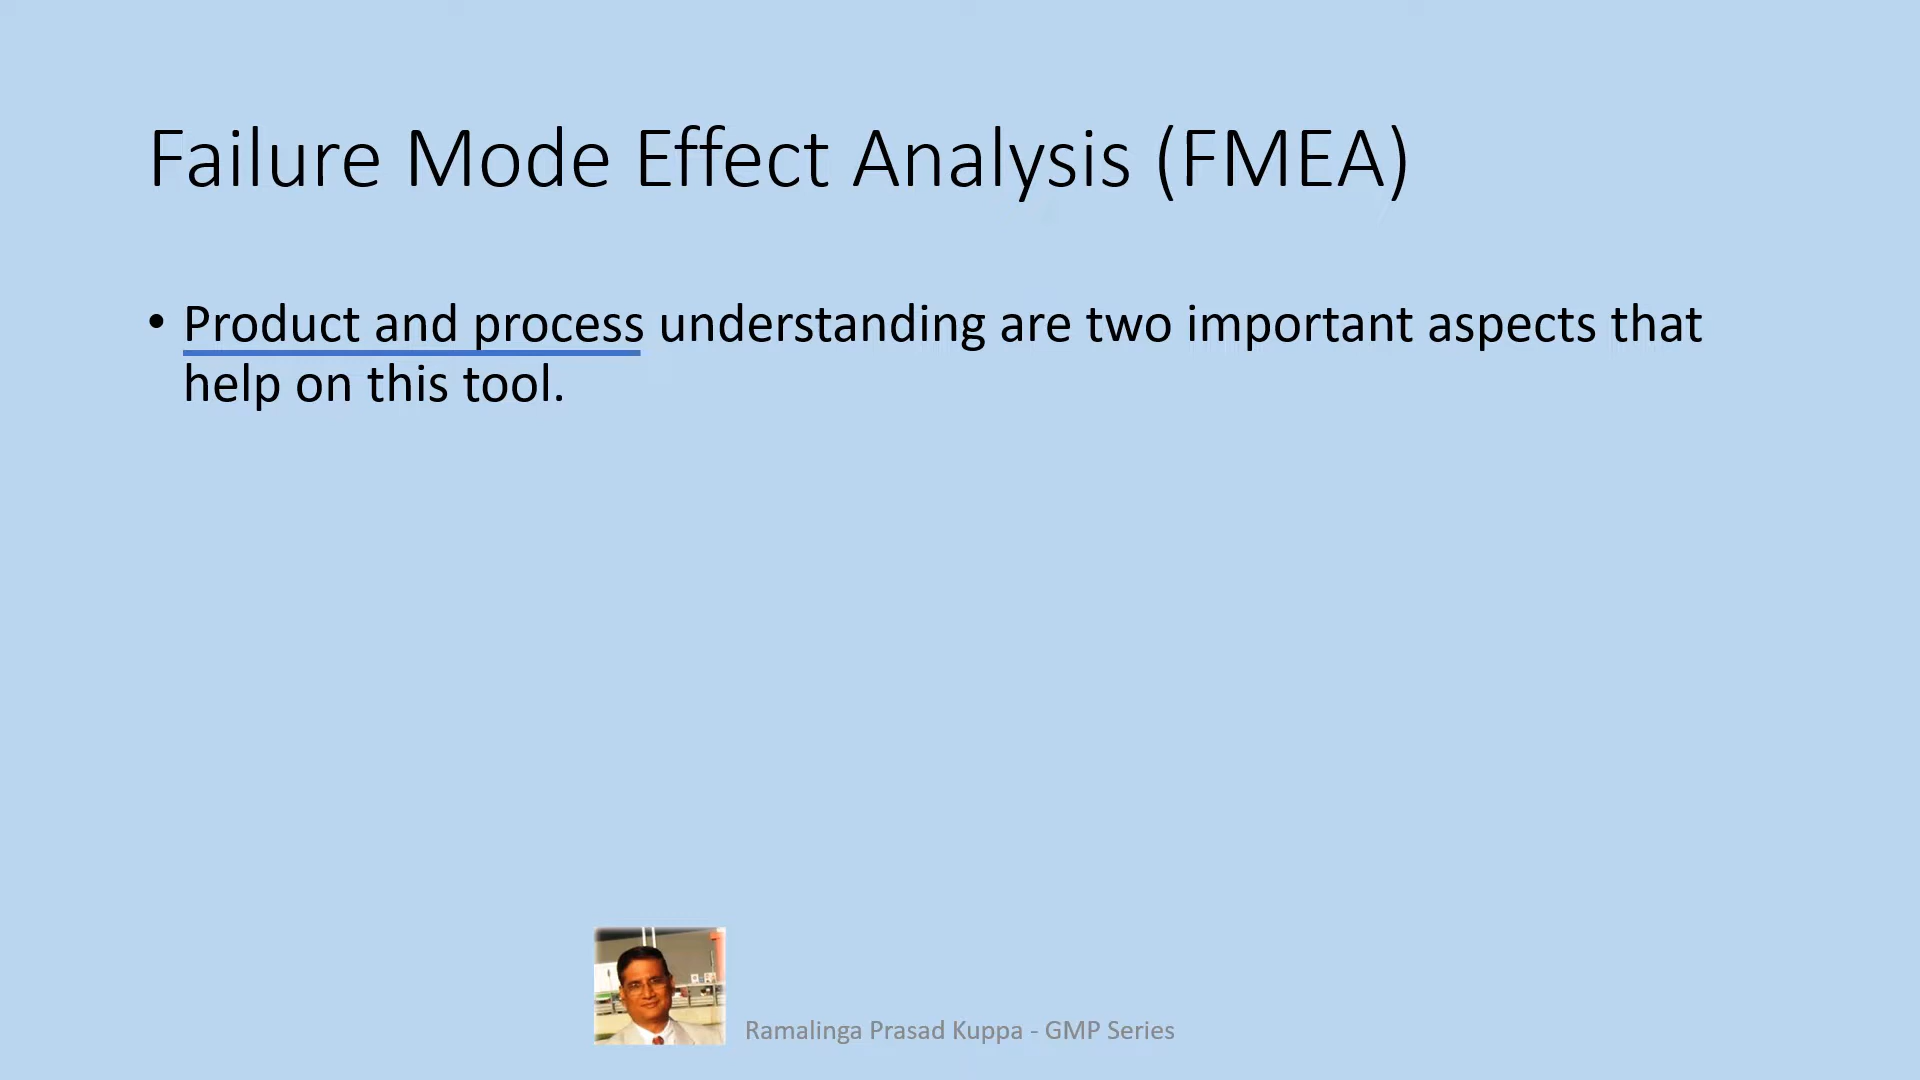 Failure Mode Effect Analysis (FMEA)
• Product and process understanding are two important aspects that
help on this tool.
Ramalinga Prasad Kuppa - GMP Series